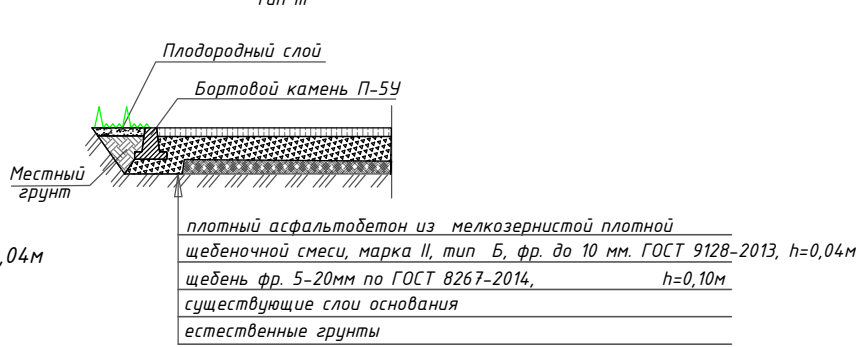 тип III
Плодородный слой
Бортовой камень П-5У
Местный
грунт
,04м
плотный асфальтобетон из мелкозернистой плотной
щебеночной смеси, марка II, тип Б, фр. до 10 мм. ГОСТ 9128-2013, h=0,04м
щебень фр. 5-20мм по ГОСТ 8267-2014, h=0,10м
существующие слои основания
естественные грунты